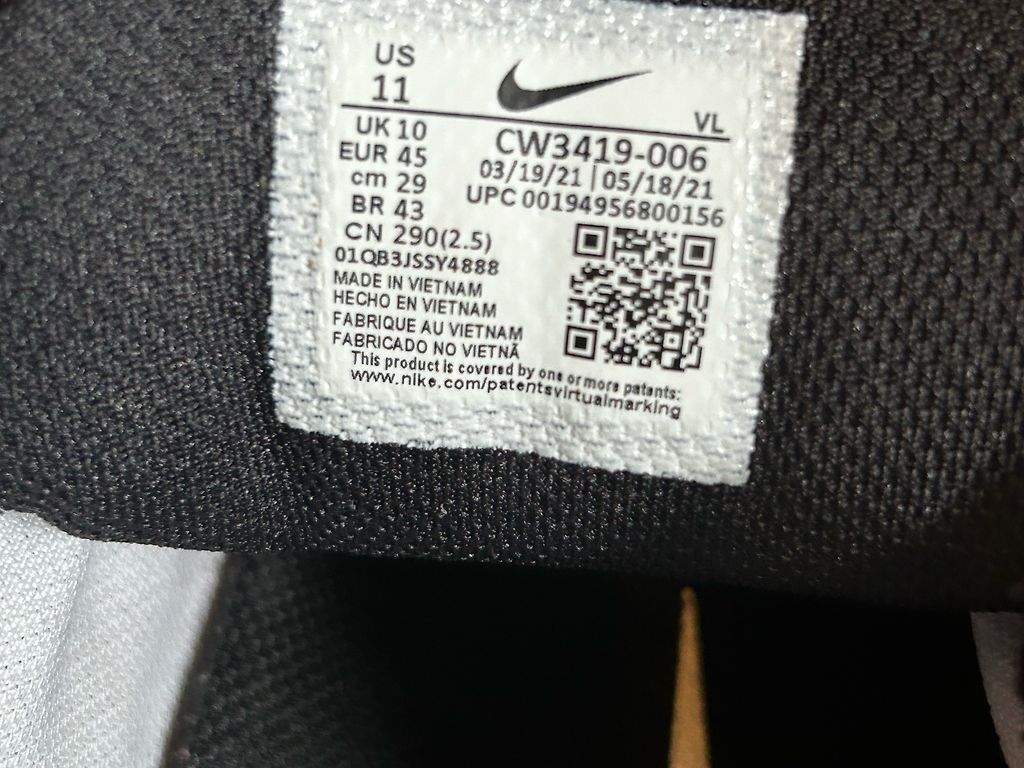 US
11
VL
UK 10
EUR 45
cm 29
BR 43
CN 290(2.5)
CW3419-006
03/19/21 | 05/18/21
UPC 00194956800156
01QB3JSSY4888
MADE IN VIETNAM
HECHO EN VIETNAM
FABRIQUE AU VIETNAM
FABRICADO NO VIETNÃ
This product is covered by one or more patents:
www.nike.com/patentsvirtualmarking